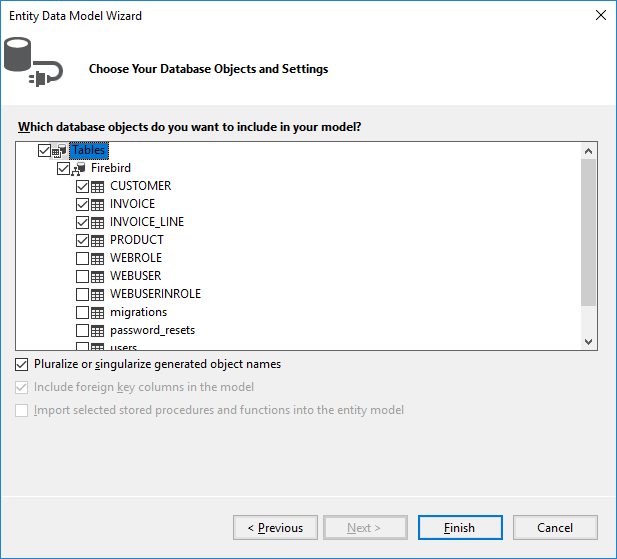 Entity Data Model Wizard
Choose Your Database Objects and Settings
Which database objects do you want to include in your model?
Tables
Firebird
CUSTOMER
INVOICE
INVOICE_LINE
PRODUCT
WEBROLE
WEBUSER
WEBUSERINROLE
migrations
password_resets
users
Pluralize or singularize generated object names
Include foreign key columns in the model
Import selected stored procedures and functions into the entity model
< Previous
Next >
Finish
Cancel